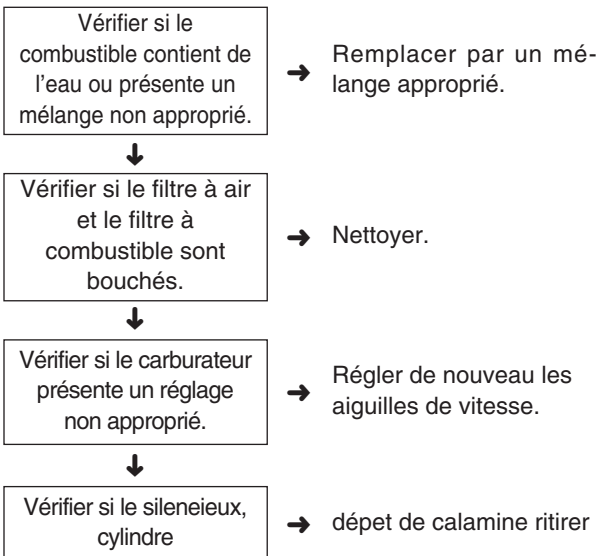 Vérifier si le
combustible contient de
l'eau ou présente un
mélange non approprié.
➜ Remplacer par un mé-
lange approprié.
Vérifier si le filtre à air
et le filtre à
combustible sont
bouchés.
➜ Nettoyer.
Vérifier si le carburateur
présente un réglage
non approprié.
➜ Régler de nouveau les
aiguilles de vitesse.
Vérifier si le sileneieux,
cylindre
➜ dépet de calamine ritirer